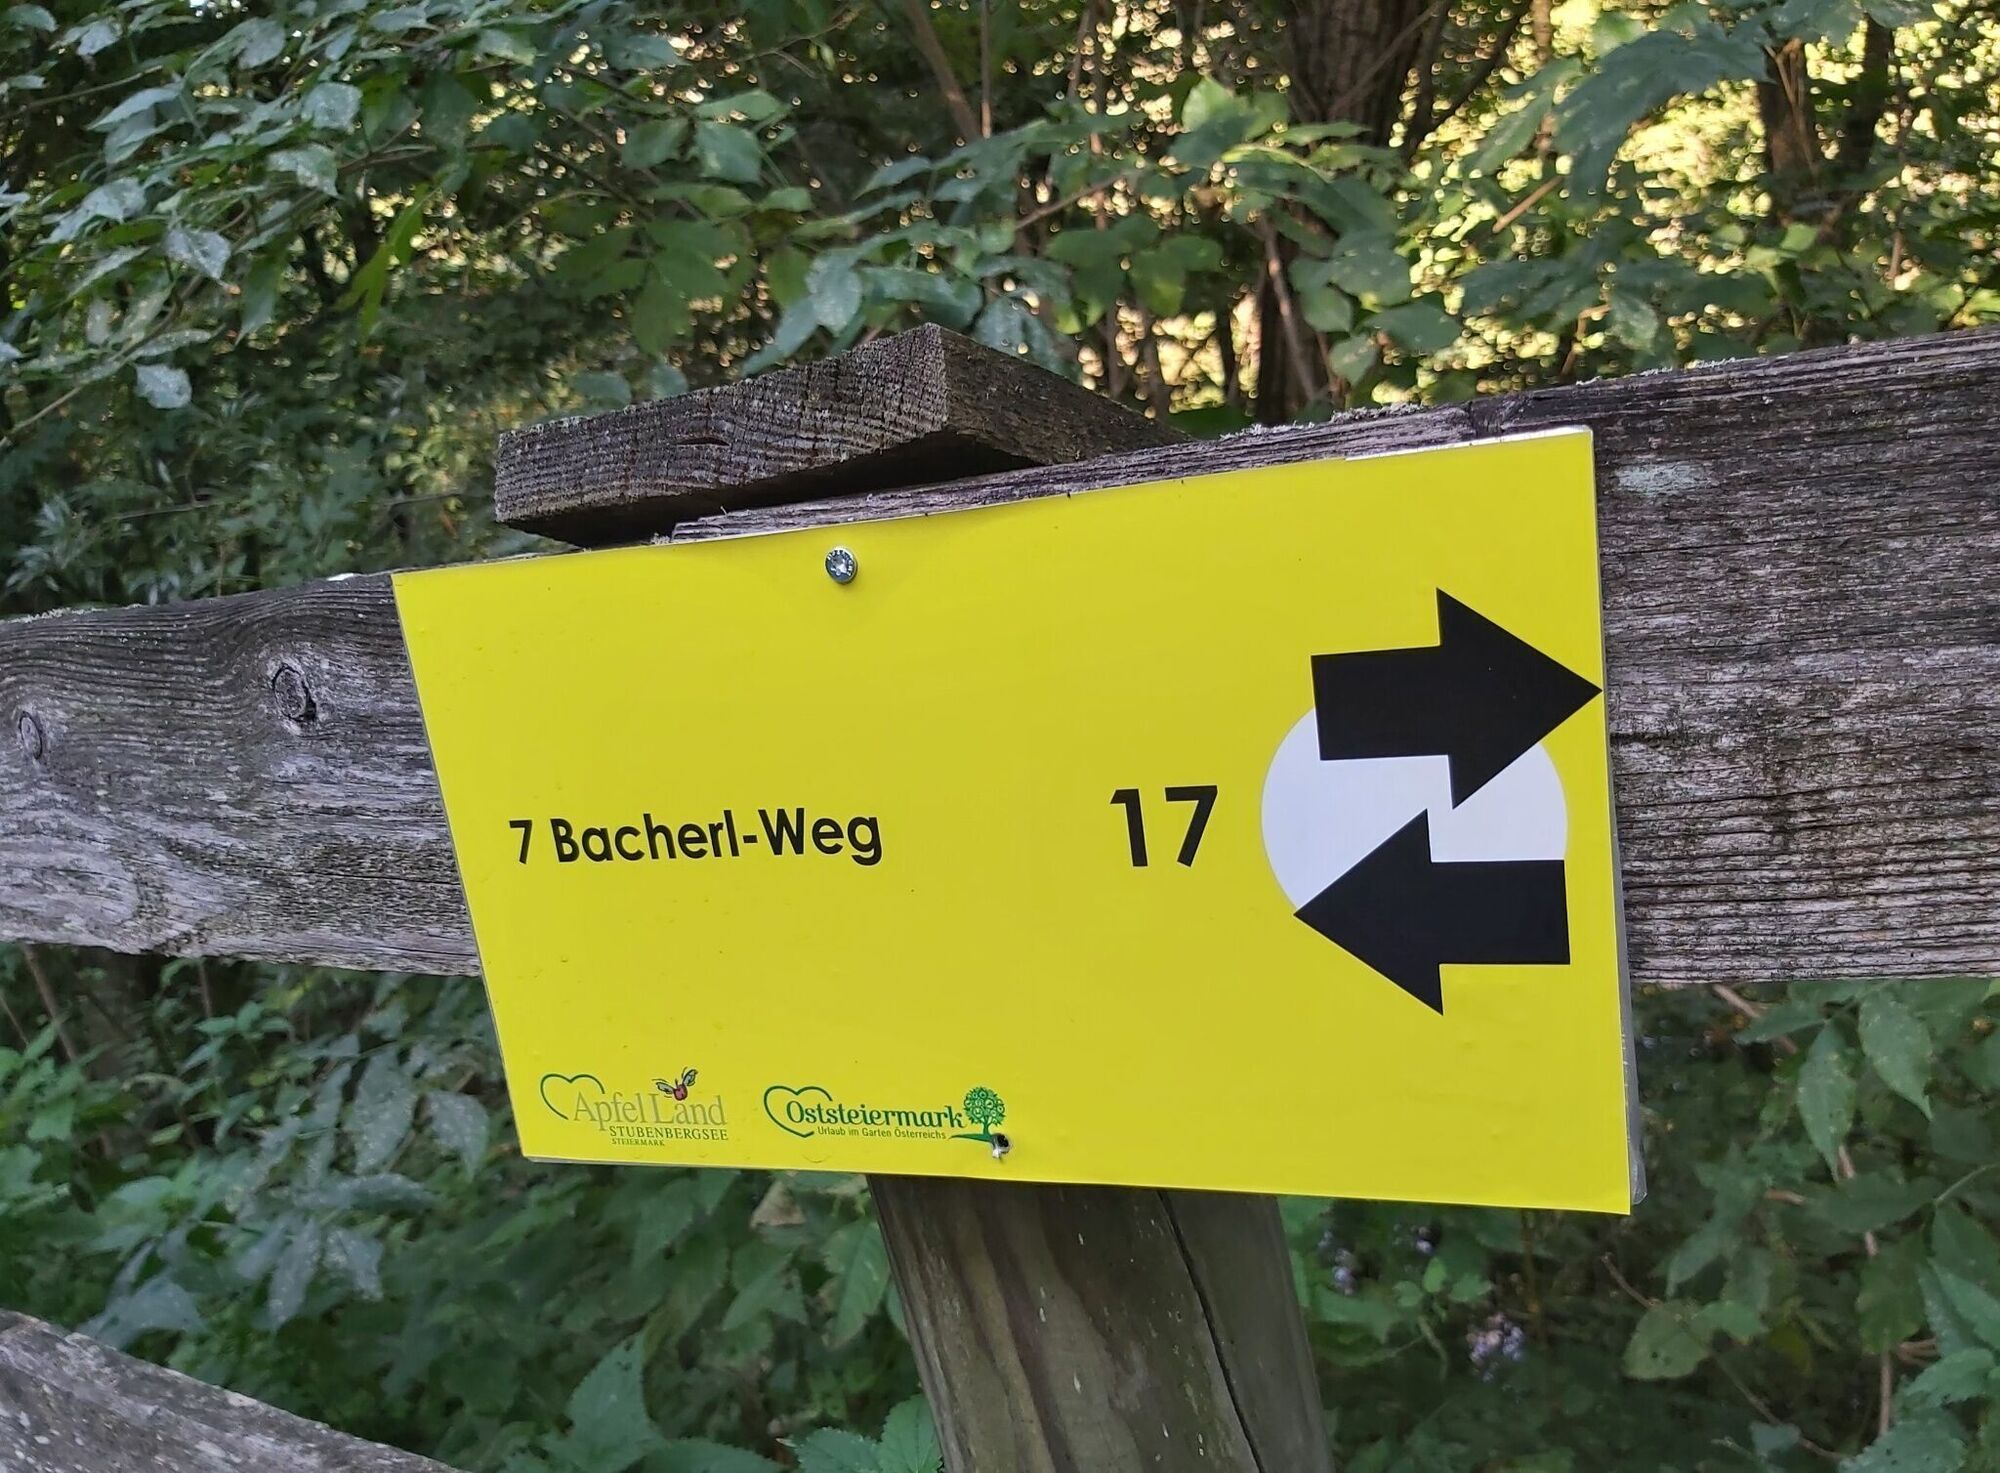 7 Bacherl-Weg
17
ApfelLand
STUBENBERGSEE
STEIERMARK
Oststeiermark
Urlaub im Garten Österreichs